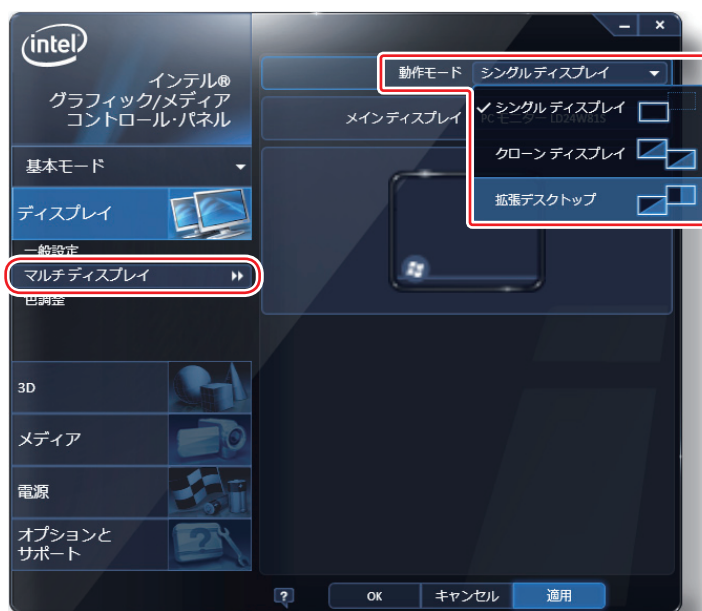 intel
インテル®
グラフィック/メディア
コントロール・パネル
基本モード
ディスプレイ
一般設定
マルチディスプレイ
色調整
3D
メディア
電源
オプションと
サポート
動作モード シングル ディスプレイ
メインディスプレイ PC モニター LD24W81S
シングル ディスプレイ
クローン ディスプレイ
拡張デスクトップ
? OK キャンセル 適用